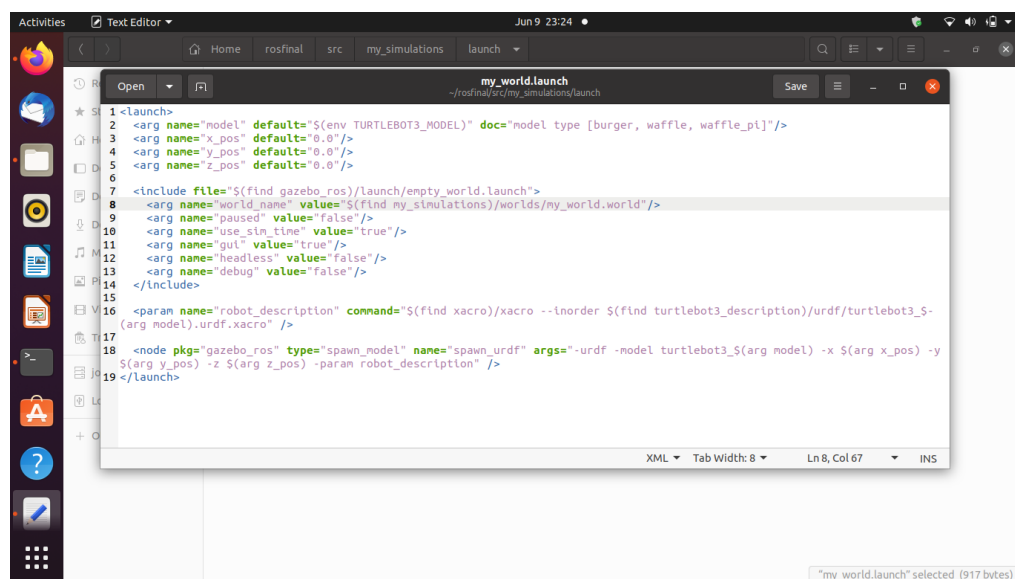 Activities
Text Editor
Jun 9 23:24
Home
rosfinal
src
my_simulations
launch
Open
my_world.launch
~/rosfinal/src/my_simulations/launch
Save
1 <launch>
2 <arg name="model" default="$(env TURTLEBOT3_MODEL)" doc="model type [burger, waffle, waffle_pi]"/>
3 <arg name="x_pos" default="0.0"/>
4 <arg name="y_pos" default="0.0"/>
5 <arg name="z_pos" default="0.0"/>
6
7 <include file="$(find gazebo_ros)/launch/empty_world.launch">
8 <arg name="world_name" value="$(find my_simulations)/worlds/my_world.world"/>
9 <arg name="paused" value="false"/>
10 <arg name="use_sim_time" value="true"/>
11 <arg name="gui" value="true"/>
12 <arg name="headless" value="false"/>
13 <arg name="debug" value="false"/>
14 </include>
15
16 <param name="robot_description" command="$(find xacro)/xacro --inorder $(find turtlebot3_description)/urdf/turtlebot3_$-
(arg model).urdf.xacro" />
17
18 <node pkg="gazebo_ros" type="spawn_model" name="spawn_urdf" args="-urdf -model turtlebot3_$(arg model) -x $(arg x_pos) -y
$(arg y_pos) -z $(arg z_pos) -param robot_description" />
19 </launch>
XML
Tab Width: 8
Ln 8, Col 67
INS
"my_world.launch" selected (917 bytes)